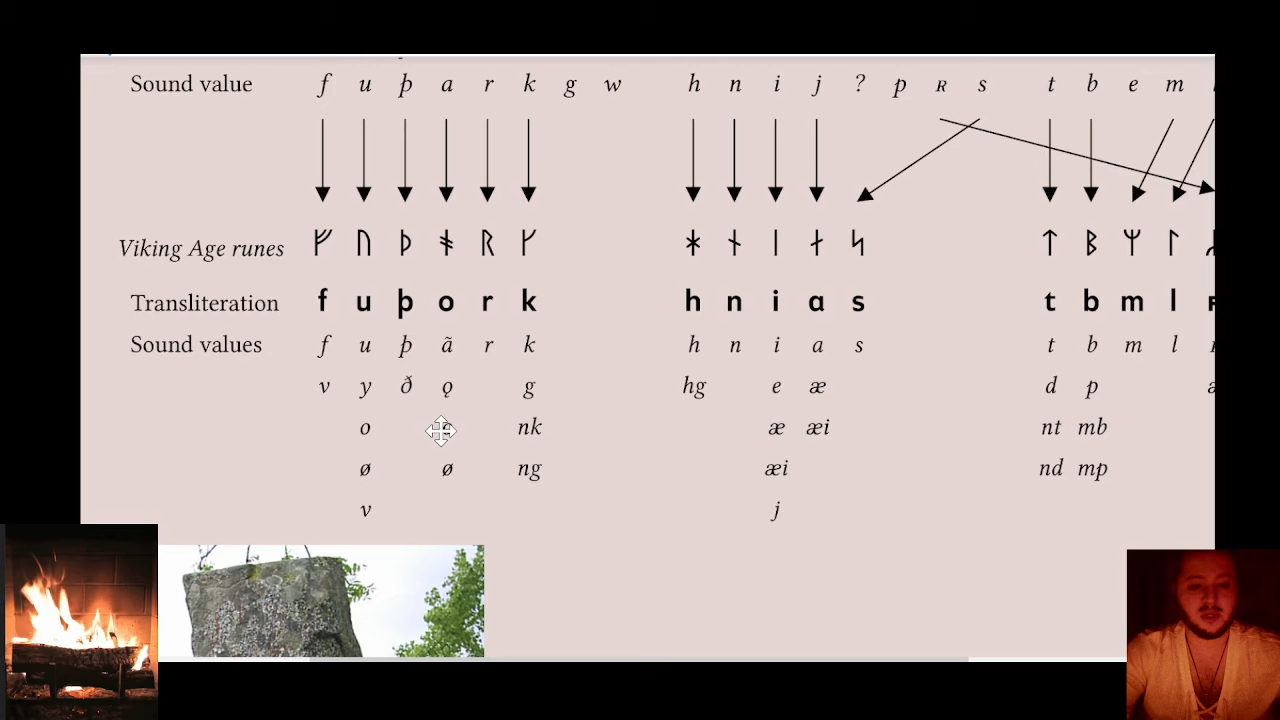 Sound value f u þ a r k g w h n i j ? p ʀ s t b e m
Viking Age runes ᚠ ᚢ ᚦ ᚬ ᚱ ᚴ ᚼ ᚾ ᛁ ᛅ ᛋ ᛏ ᛒ ᛘ ᛚ
Transliteration f u þ o r k h n i a s t b m l
Sound values f u þ ã r k h n i a s t b m l
v y ð ǫ g hg e æ d p
o nk æ æi nt mb
ø ø ng æi nd mp
v j